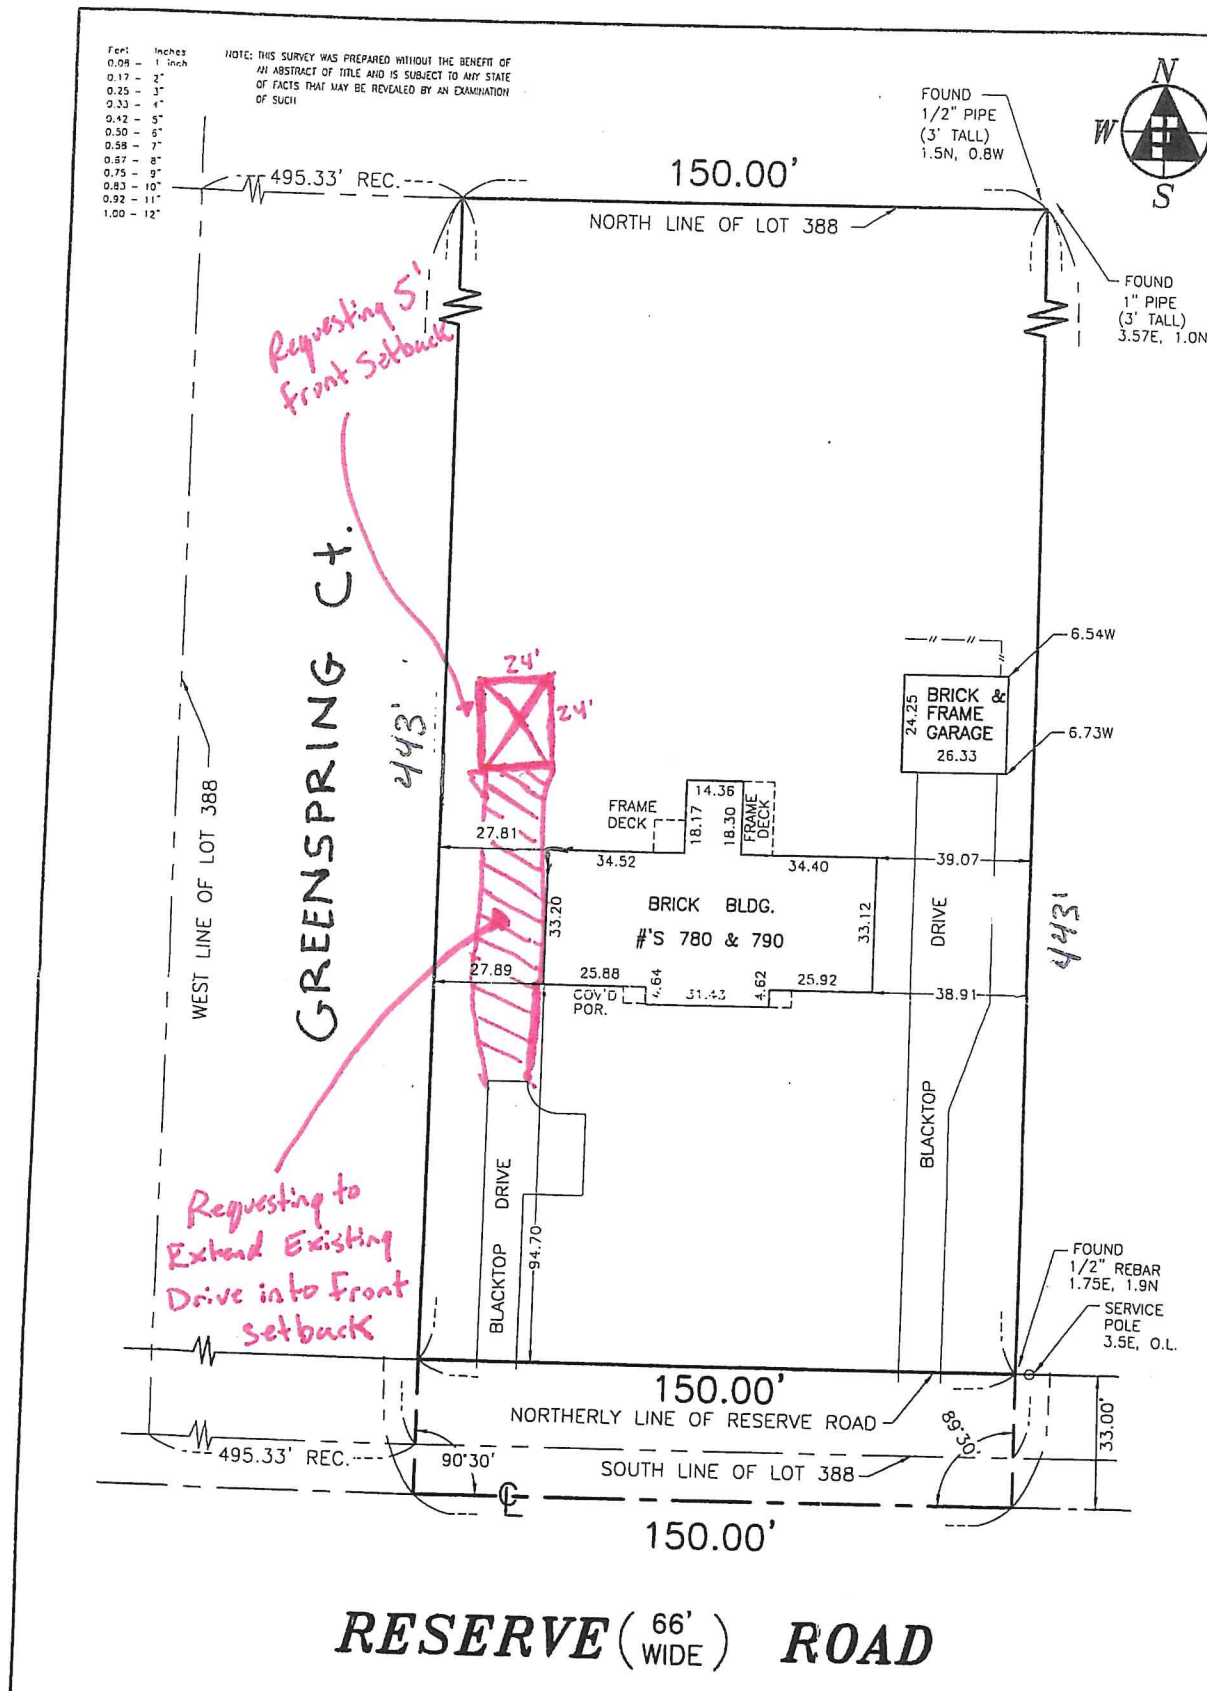 Feet Inches
0.08 - 1 inch
0.17 - 2"
0.25 - 3"
0.33 - 4"
0.42 - 5"
0.50 - 6"
0.58 - 7"
0.67 - 8"
0.75 - 9"
0.83 - 10"
0.92 - 11"
1.00 - 12"
NOTE: THIS SURVEY WAS PREPARED WITHOUT THE BENEFIT OF
AN ABSTRACT OF TITLE AND IS SUBJECT TO ANY STATE
OF FACTS THAT MAY BE REVEALED BY AN EXAMINATION
OF SUCH
FOUND
1/2" PIPE
(3' TALL)
1.5N, 0.8W
N
W
S
495.33' REC.
150.00'
NORTH LINE OF LOT 388
FOUND
1" PIPE
(3' TALL)
3.57E, 1.0N
Requesting 5'
Front Setback
GREENSPRING Ct.
443'
WEST LINE OF LOT 388
24'
24'
6.54W
24.25
BRICK &
FRAME
GARAGE
26.33
6.73W
FRAME
DECK
14.36
18.17
18.30
FRAME
DECK
27.81
34.52
34.40
39.07
33.20
BRICK BLDG.
#'S 780 & 790
33.12
DRIVE
443'
27.89
25.88
4.64
31.43
4.62
25.92
38.91
COV'D
POR.
BLACKTOP
BLACKTOP DRIVE
94.70
Requesting to
Extend Existing
Drive into Front
setback
FOUND
1/2" REBAR
1.75E, 1.9N
SERVICE
POLE
3.5E, O.L.
150.00'
NORTHERLY LINE OF RESERVE ROAD
33.00'
495.33' REC.
90°30'
SOUTH LINE OF LOT 388
89°30'
℄
150.00'
RESERVE ( 66' WIDE ) ROAD